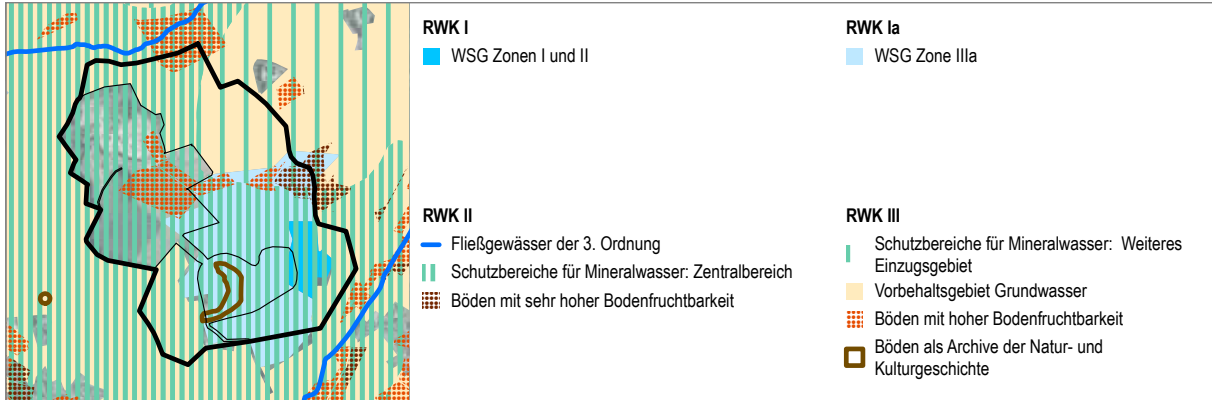 RWK I
WSG Zonen I und II
RWK Ia
WSG Zone IIIa
RWK II
Fließgewässer der 3. Ordnung
Schutzbereiche für Mineralwasser: Zentralbereich
Böden mit sehr hoher Bodenfruchtbarkeit
RWK III
Schutzbereiche für Mineralwasser: Weiteres
Einzugsgebiet
Vorbehaltsgebiet Grundwasser
Böden mit hoher Bodenfruchtbarkeit
Böden als Archive der Natur- und
Kulturgeschichte